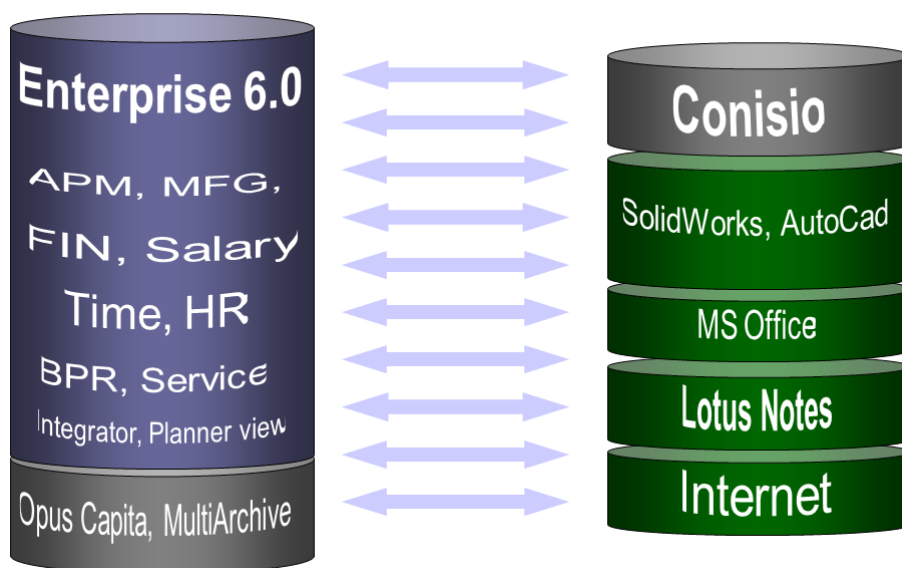 Enterprise 6.0
APM, MFG,
FIN, Salary
Time, HR
BPR, Service
Integrator, Planner view
Opus Capita, MultiArchive
Conisio
SolidWorks, AutoCad
MS Office
Lotus Notes
Internet